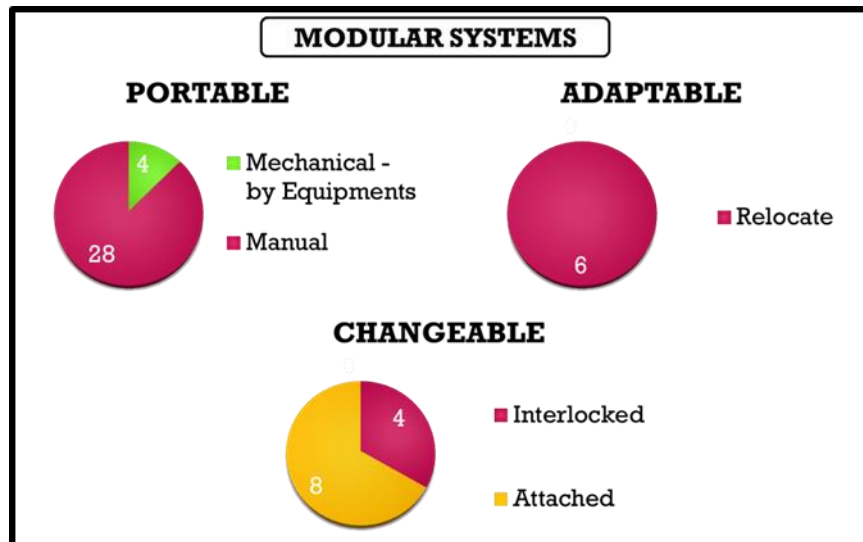 MODULAR SYSTEMS
PORTABLE
4
28
Mechanical -
by Equipments
Manual
ADAPTABLE
0
6
Relocate
CHANGEABLE
0
4
8
Interlocked
Attached